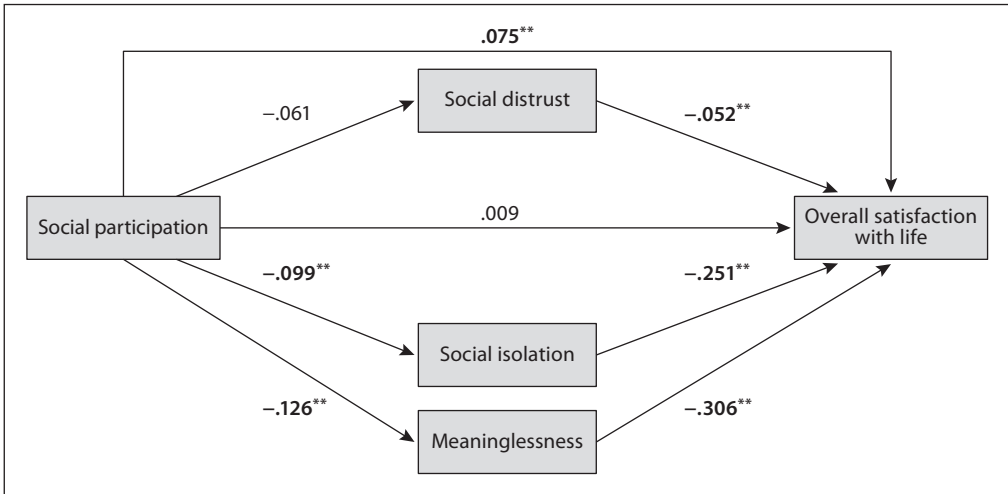 .075**
Social distrust
−.061
−.052**
Social participation
.009
Overall satisfaction
with life
−.099**
−.251**
Social isolation
−.126**
−.306**
Meaninglessness